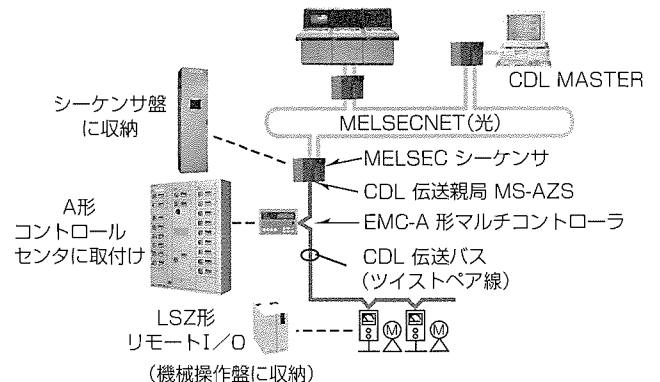 CDL MASTER
MELSECNET(光)
シーケンサ盤
に収納
MELSEC シーケンサ
CDL 伝送親局 MS-AZS
EMC-A 形マルチコントローラ
A形
コントロール
センタに取付け
CDL 伝送バス
(ツイストペア線)
LSZ形
リモートI/O
(機械操作盤に収納)
M
M